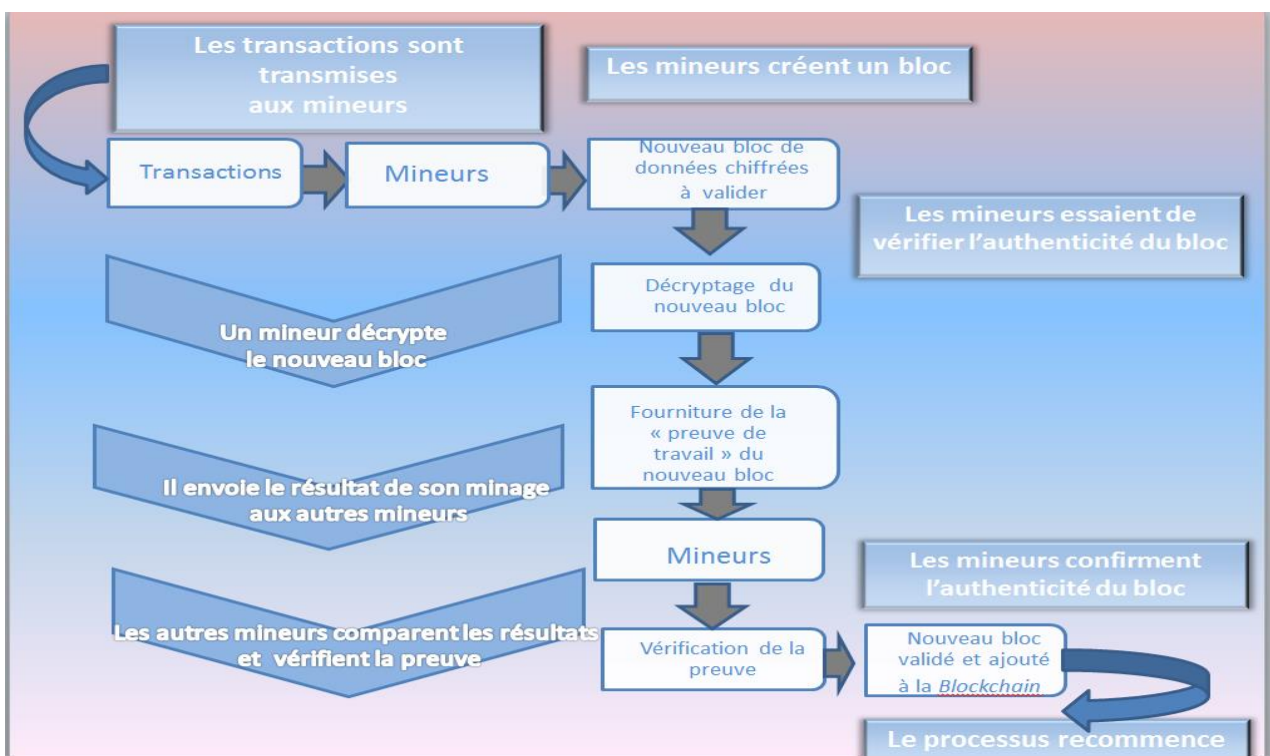 Les transactions sont
transmises
aux mineurs
Les mineurs créent un bloc
Transactions
Mineurs
Nouveau bloc de
données chiffrées
à valider
Les mineurs essaient de
vérifier l'authenticité du bloc
Décryptage du
nouveau bloc
Un mineur décrypte
le nouveau bloc
Fourniture de la
« preuve de
travail » du
nouveau bloc
Il envoie le résultat de son minage
aux autres mineurs
Mineurs
Les mineurs confirment
l'authenticité du bloc
Les autres mineurs comparent les résultats
et vérifient la preuve
Vérification de la
preuve
Nouveau bloc
validé et ajouté
à la Blockchain
Le processus recommence